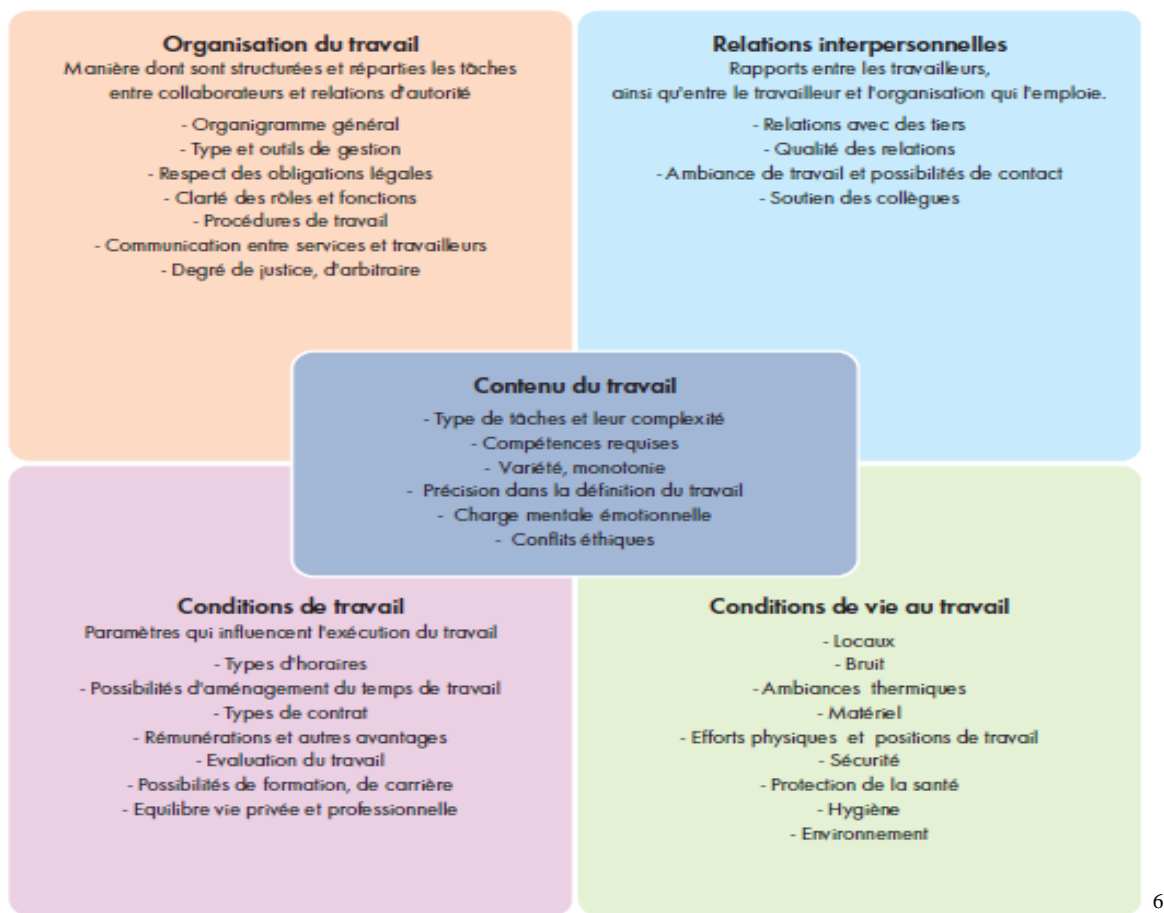 Organisation du travail
Manière dont sont structurées et réparties les tâches
entre collaborateurs et relations d'autorité
- Organigramme général
- Type et outils de gestion
- Respect des obligations légales
- Clarté des rôles et fonctions
- Procédures de travail
- Communication entre services et travailleurs
- Degré de justice, d'arbitraire
Relations interpersonnelles
Rapports entre les travailleurs,
ainsi qu'entre le travailleur et l'organisation qui l'emploie.
- Relations avec des tiers
- Qualité des relations
- Ambiance de travail et possibilités de contact
- Soutien des collègues
Contenu du travail
- Type de tâches et leur complexité
- Compétences requises
- Variété, monotonie
- Précision dans la définition du travail
- Charge mentale émotionnelle
- Conflits éthiques
Conditions de travail
Paramètres qui influencent l'exécution du travail
- Types d'horaires
- Possibilités d'aménagement du temps de travail
- Types de contrat
- Rémunérations et autres avantages
- Evaluation du travail
- Possibilités de formation, de carrière
- Equilibre vie privée et professionnelle
Conditions de vie au travail
- Locaux
- Bruit
- Ambiances thermiques
- Matériel
- Efforts physiques et positions de travail
- Sécurité
- Protection de la santé
- Hygiène
- Environnement
6